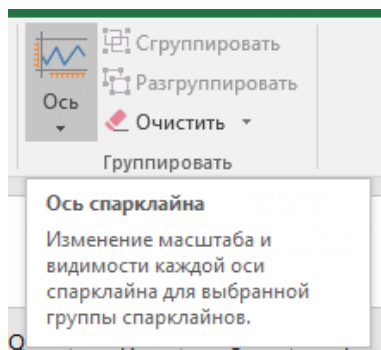 Сгруппировать
Разгруппировать
Ось
Очистить
Группировать
Ось спарклайна
Изменение масштаба и
видимости каждой оси
спарклайна для выбранной
группы спарклайнов.
Q